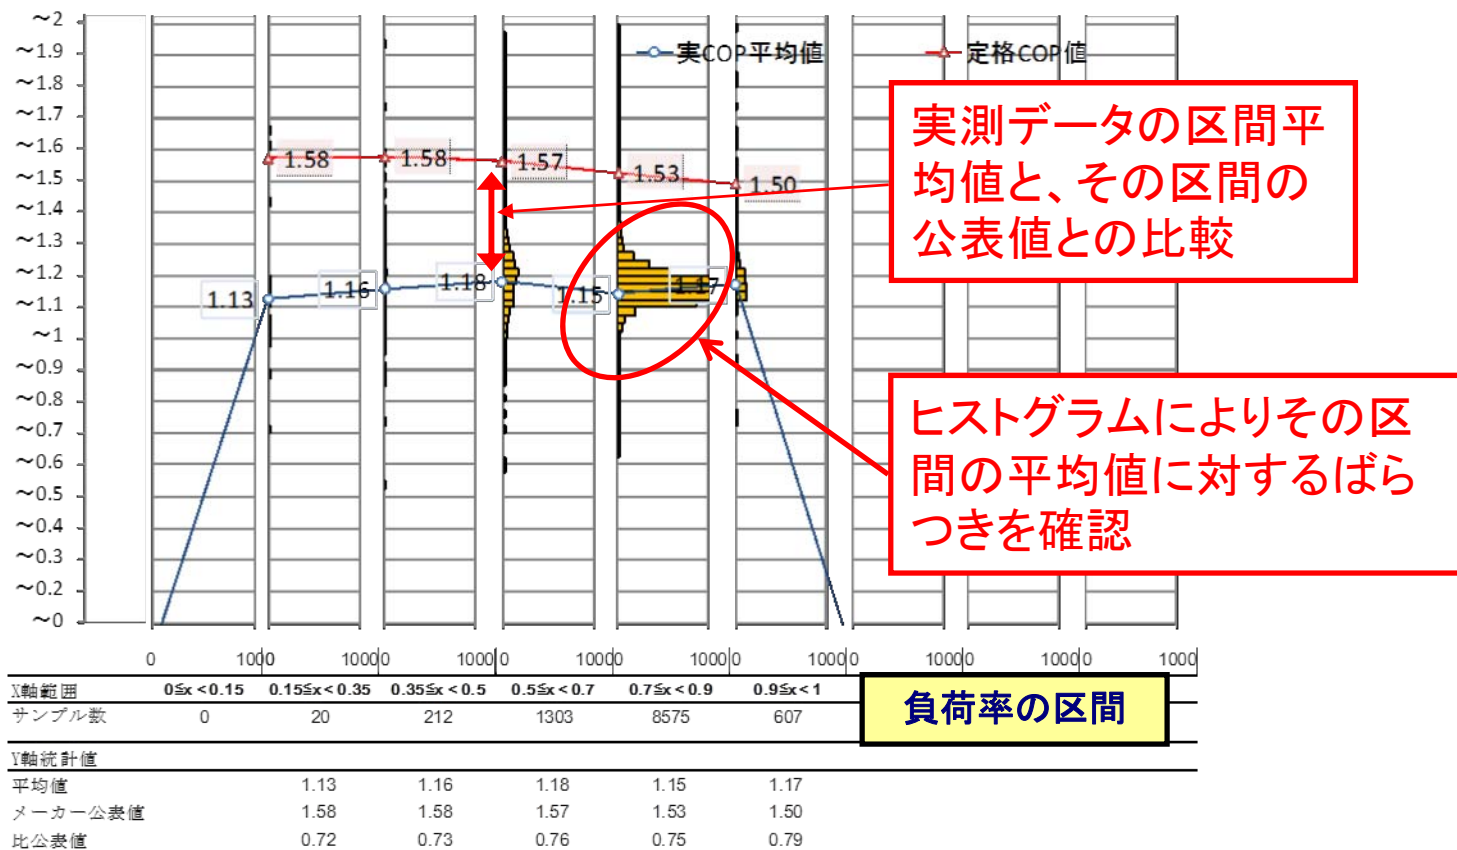 ~2
~1.9
~1.8
~1.7
~1.6
~1.5
~1.4
~1.3
~1.2
~1.1
~1
~0.9
~0.8
~0.7
~0.6
~0.5
~0.4
~0.3
~0.2
~0
実COP平均値 定格COP値
1.58 1.58 1.57 1.53 1.50
1.13 1.16 1.18 1.15 1.17
実測データの区間平
均値と、その区間の
公表値との比較
ヒストグラムによりその区
間の平均値に対するばら
つきを確認
0 1000 10000 10000 10000 10000 10000 10000 10000 1000
X軸範囲 0≦x<0.15 0.15≦x<0.35 0.35≦x<0.5 0.5≦x<0.7 0.7≦x<0.9 0.9≦x<1
サンプル数 0 20 212 1303 8575 607
負荷率の区間
Y軸統計値
平均値 1.13 1.16 1.18 1.15 1.17
メーカー公表値 1.58 1.58 1.57 1.53 1.50
比公表値 0.72 0.73 0.76 0.75 0.79